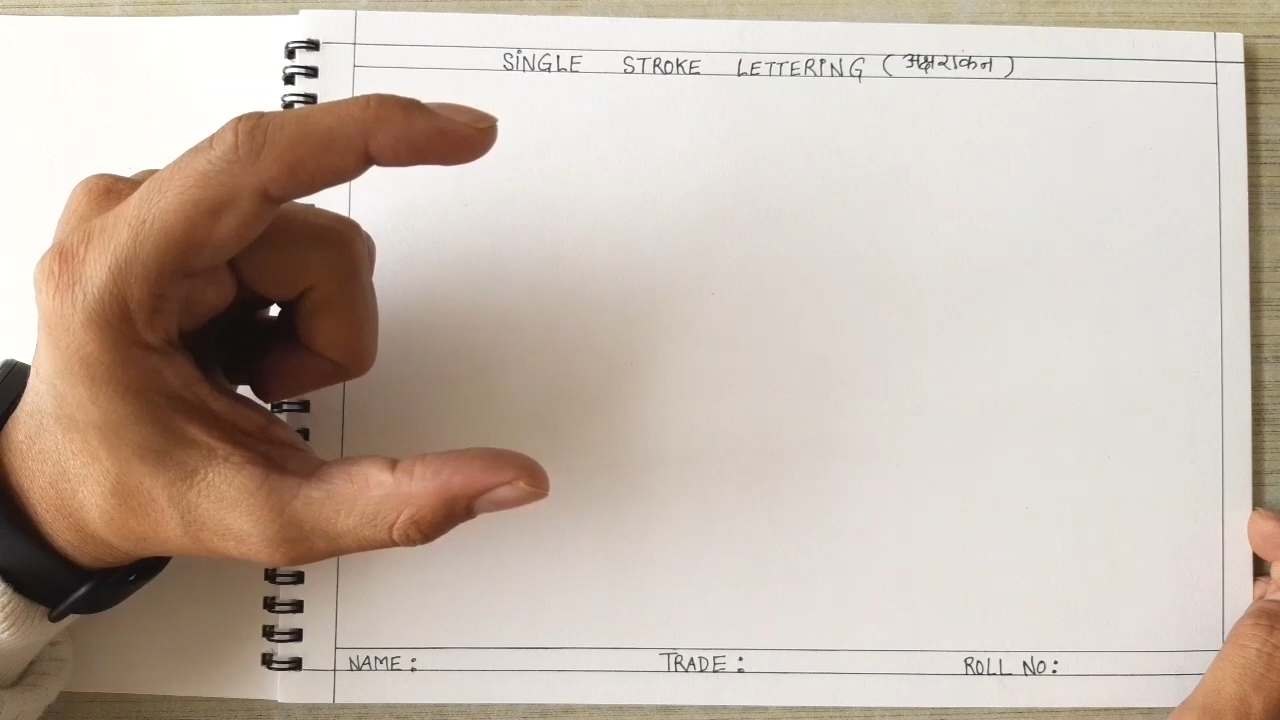 SiNGLE STROKE LETTERING (अक्षराकन)
NAME: TRADE: ROLL NO: